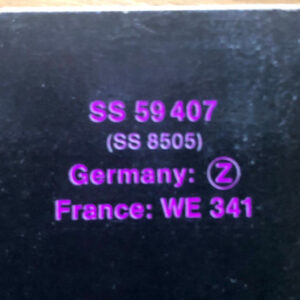 SS 59 407
(SS 8505)
Germany: Ⓩ
France: WE 341